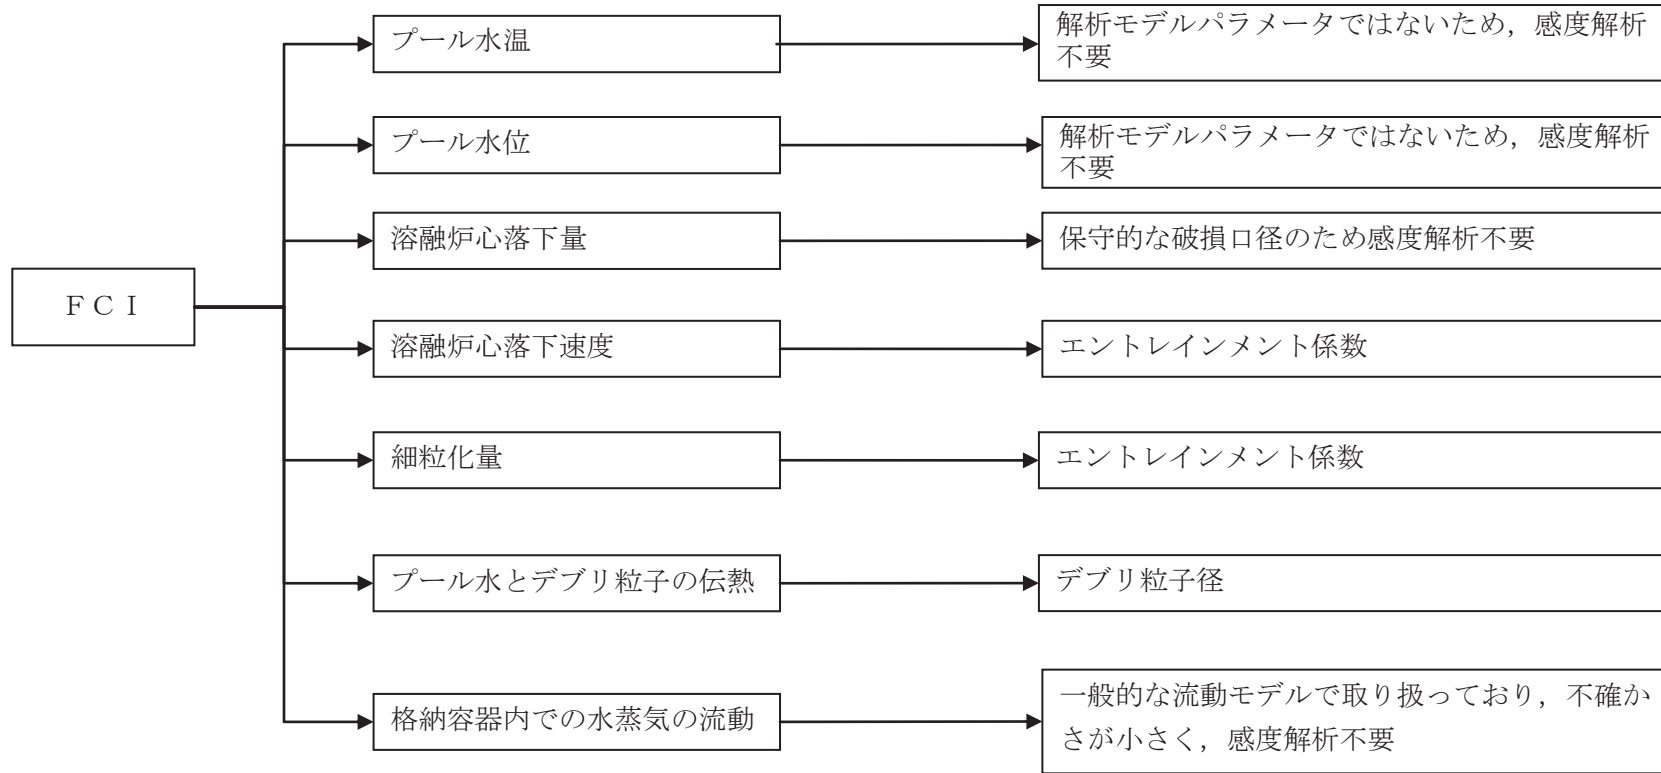 プール水温
解析モデルパラメータではないため，感度解析
不要
プール水位
解析モデルパラメータではないため，感度解析
不要
溶融炉心落下量
保守的な破損口径のため感度解析不要
ＦＣＩ
溶融炉心落下速度
エントレインメント係数
細粒化量
エントレインメント係数
プール水とデブリ粒子の伝熱
デブリ粒子径
格納容器内での水蒸気の流動
一般的な流動モデルで取り扱っており，不確か
さが小さく，感度解析不要